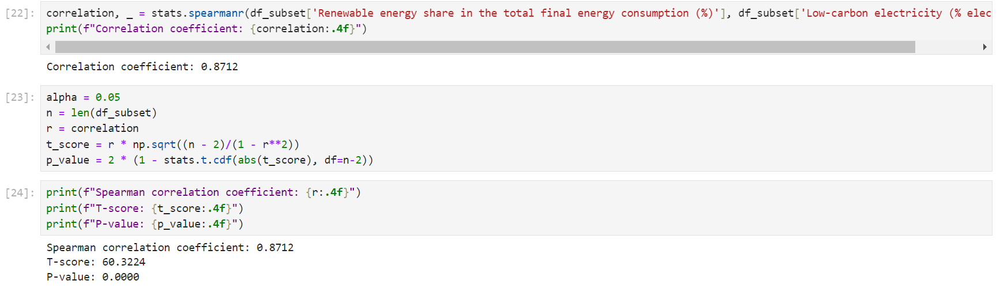 [22]: correlation, _ = stats.spearmanr(df_subset['Renewable energy share in the total final energy consumption (%)'], df_subset['Low-carbon electricity (% elec
print(f"Correlation coefficient: {correlation:.4f}")
Correlation coefficient: 0.8712
[23]: alpha = 0.05
n = len(df_subset)
r = correlation
t_score = r * np.sqrt((n - 2)/(1 - r**2))
p_value = 2 * (1 - stats.t.cdf(abs(t_score), df=n-2))
[24]: print(f"Spearman correlation coefficient: {r:.4f}")
print(f"T-score: {t_score:.4f}")
print(f"P-value: {p_value:.4f}")
Spearman correlation coefficient: 0.8712
T-score: 60.3224
P-value: 0.0000